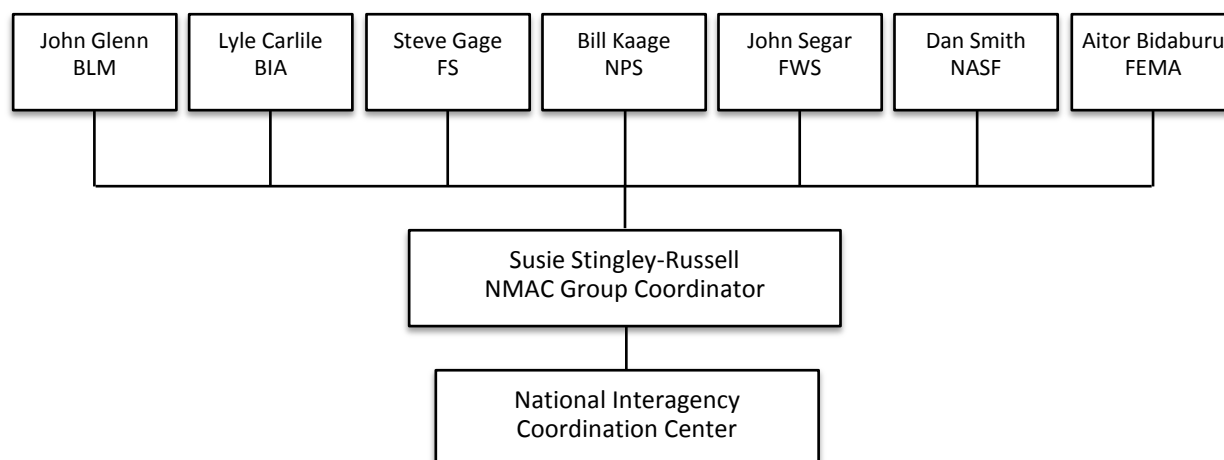 John Glenn
BLM
Lyle Carlile
BIA
Steve Gage
FS
Bill Kaage
NPS
John Segar
FWS
Dan Smith
NASF
Aitor Bidaburu
FEMA
Susie Stingley-Russell
NMAC Group Coordinator
National Interagency
Coordination Center